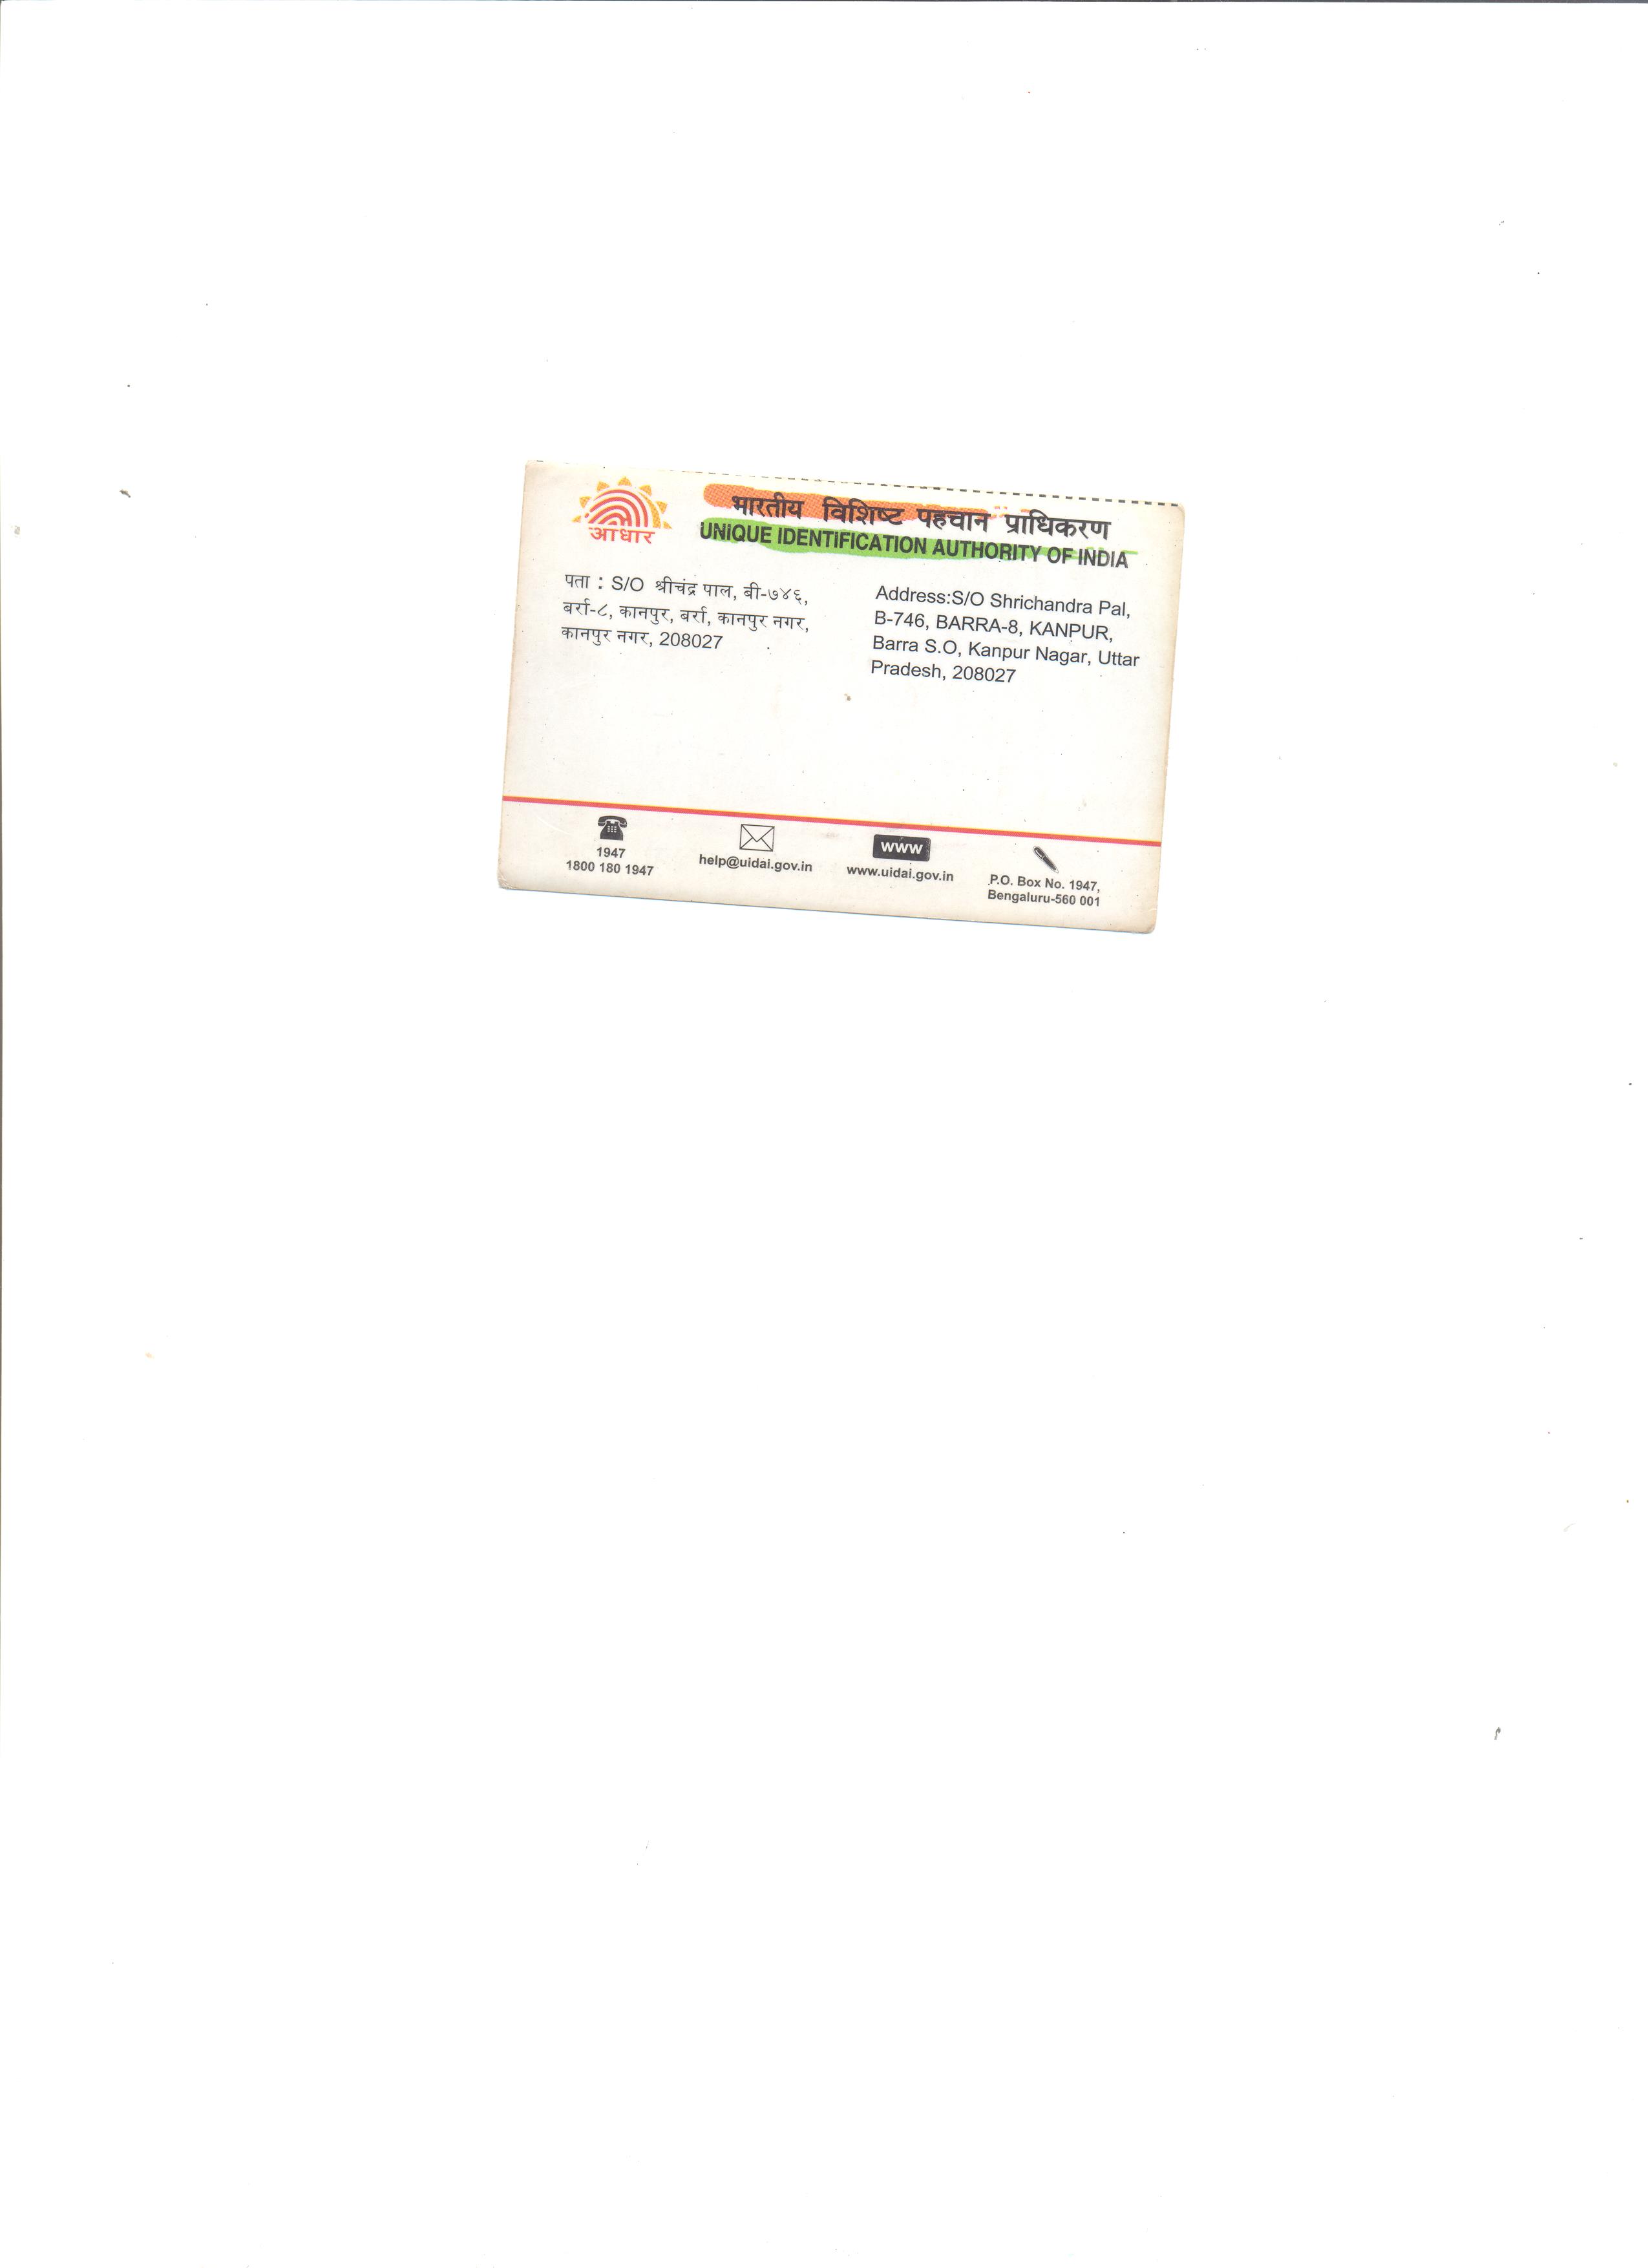 आधार
भारतीय विशिष्ट पहचान प्राधिकरण
UNIQUE IDENTIFICATION AUTHORITY OF INDIA
पता : S/O श्रीचंद्र पाल, बी-७४६,
बर्रा-८, कानपुर, बर्रा, कानपुर नगर,
कानपुर नगर, 208027
Address:S/O Shrichandra Pal,
B-746, BARRA-8, KANPUR,
Barra S.O, Kanpur Nagar, Uttar
Pradesh, 208027
1947
1800 180 1947
help@uidai.gov.in
www
www.uidai.gov.in
P.O. Box No. 1947,
Bengaluru-560 001